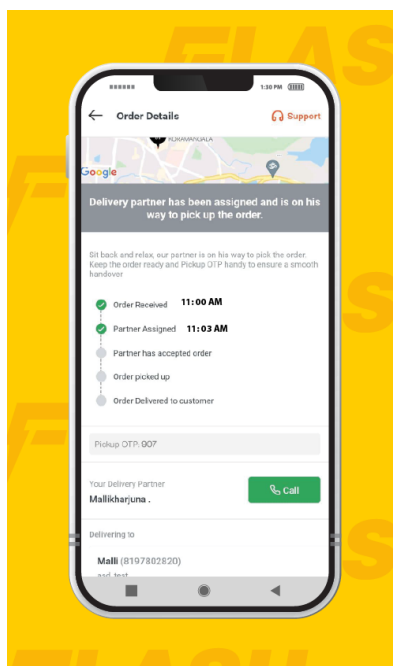 FLAS
1:30 PM
Order Details
Support
KORAMANGALA
Google
Delivery partner has been assigned and is on his
way to pick up the order.
Sit back and relax, our partner is on his way to pick the order.
Keep the order ready and Pickup OTP handy to ensure a smooth
handover
Order Received 11:00 AM
Partner Assigned 11:03 AM
Partner has accepted order
Order picked up
Order Delivered to customer
Pickup OTP: 907
Your Delivery Partner
Mallikharjuna .
Call
Delivering to
Malli (8197802820)
FLASH